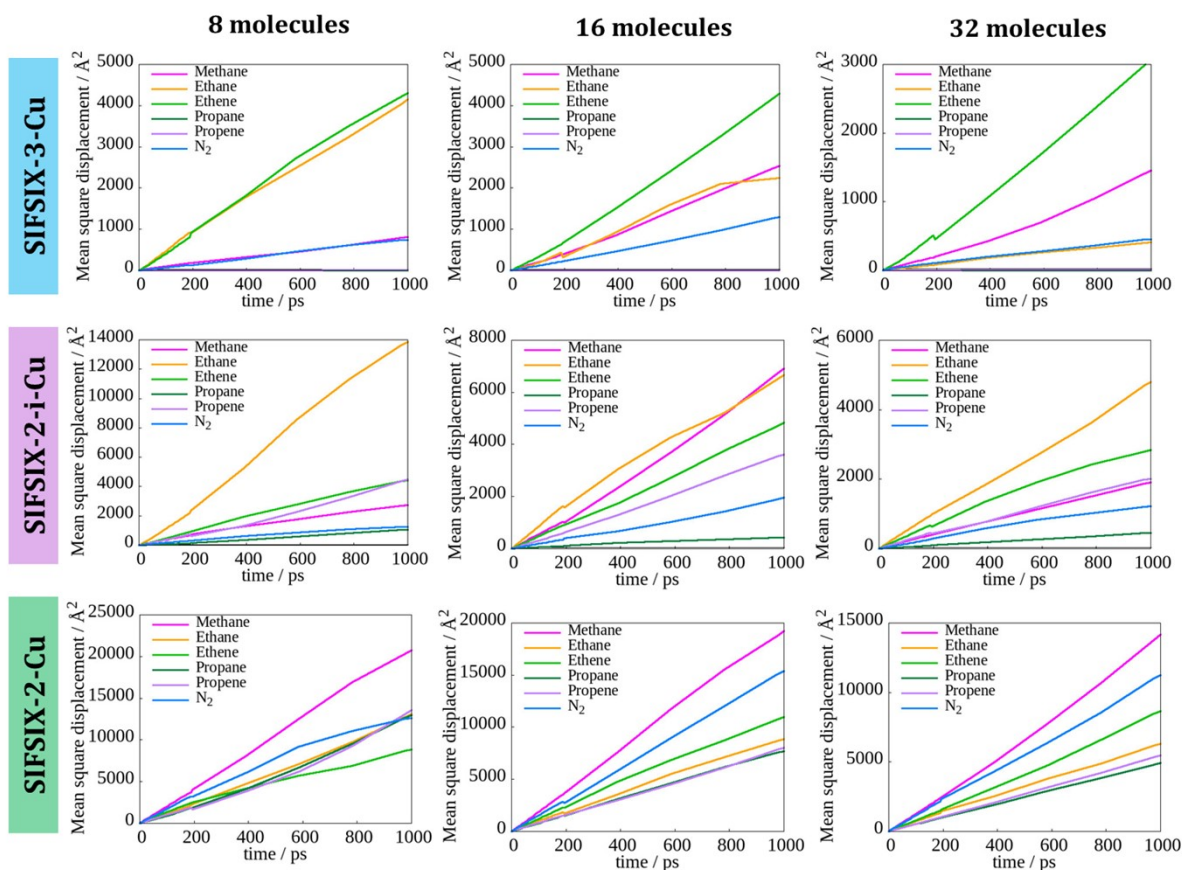 8 molecules
16 molecules
32 molecules
SIFSIX-3-Cu
Mean square displacement / Å²
5000
4000
3000
2000
1000
0
Methane
Ethane
Ethene
Propane
Propene
N₂
0
200
400
600
800
1000
time / ps
Mean square displacement / Å²
5000
4000
3000
2000
1000
0
Methane
Ethane
Ethene
Propane
Propene
N₂
0
200
400
600
800
1000
time / ps
Mean square displacement / Å²
3000
2000
1000
0
Methane
Ethane
Ethene
Propane
Propene
N₂
0
200
400
600
800
1000
time / ps
SIFSIX-2-i-Cu
Mean square displacement / Å²
14000
12000
10000
8000
6000
4000
2000
0
Methane
Ethane
Ethene
Propane
Propene
N₂
0
200
400
600
800
1000
time / ps
Mean square displacement / Å²
8000
6000
4000
2000
0
Methane
Ethane
Ethene
Propane
Propene
N₂
0
200
400
600
800
1000
time / ps
Mean square displacement / Å²
6000
4000
2000
0
Methane
Ethane
Ethene
Propane
Propene
N₂
0
200
400
600
800
1000
time / ps
SIFSIX-2-Cu
Mean square displacement / Å²
25000
20000
15000
10000
5000
0
Methane
Ethane
Ethene
Propane
Propene
N₂
0
200
400
600
800
1000
time / ps
Mean square displacement / Å²
20000
15000
10000
5000
0
Methane
Ethane
Ethene
Propane
Propene
N₂
0
200
400
600
800
1000
time / ps
Mean square displacement / Å²
15000
10000
5000
0
Methane
Ethane
Ethene
Propane
Propene
N₂
0
200
400
600
800
1000
time / ps